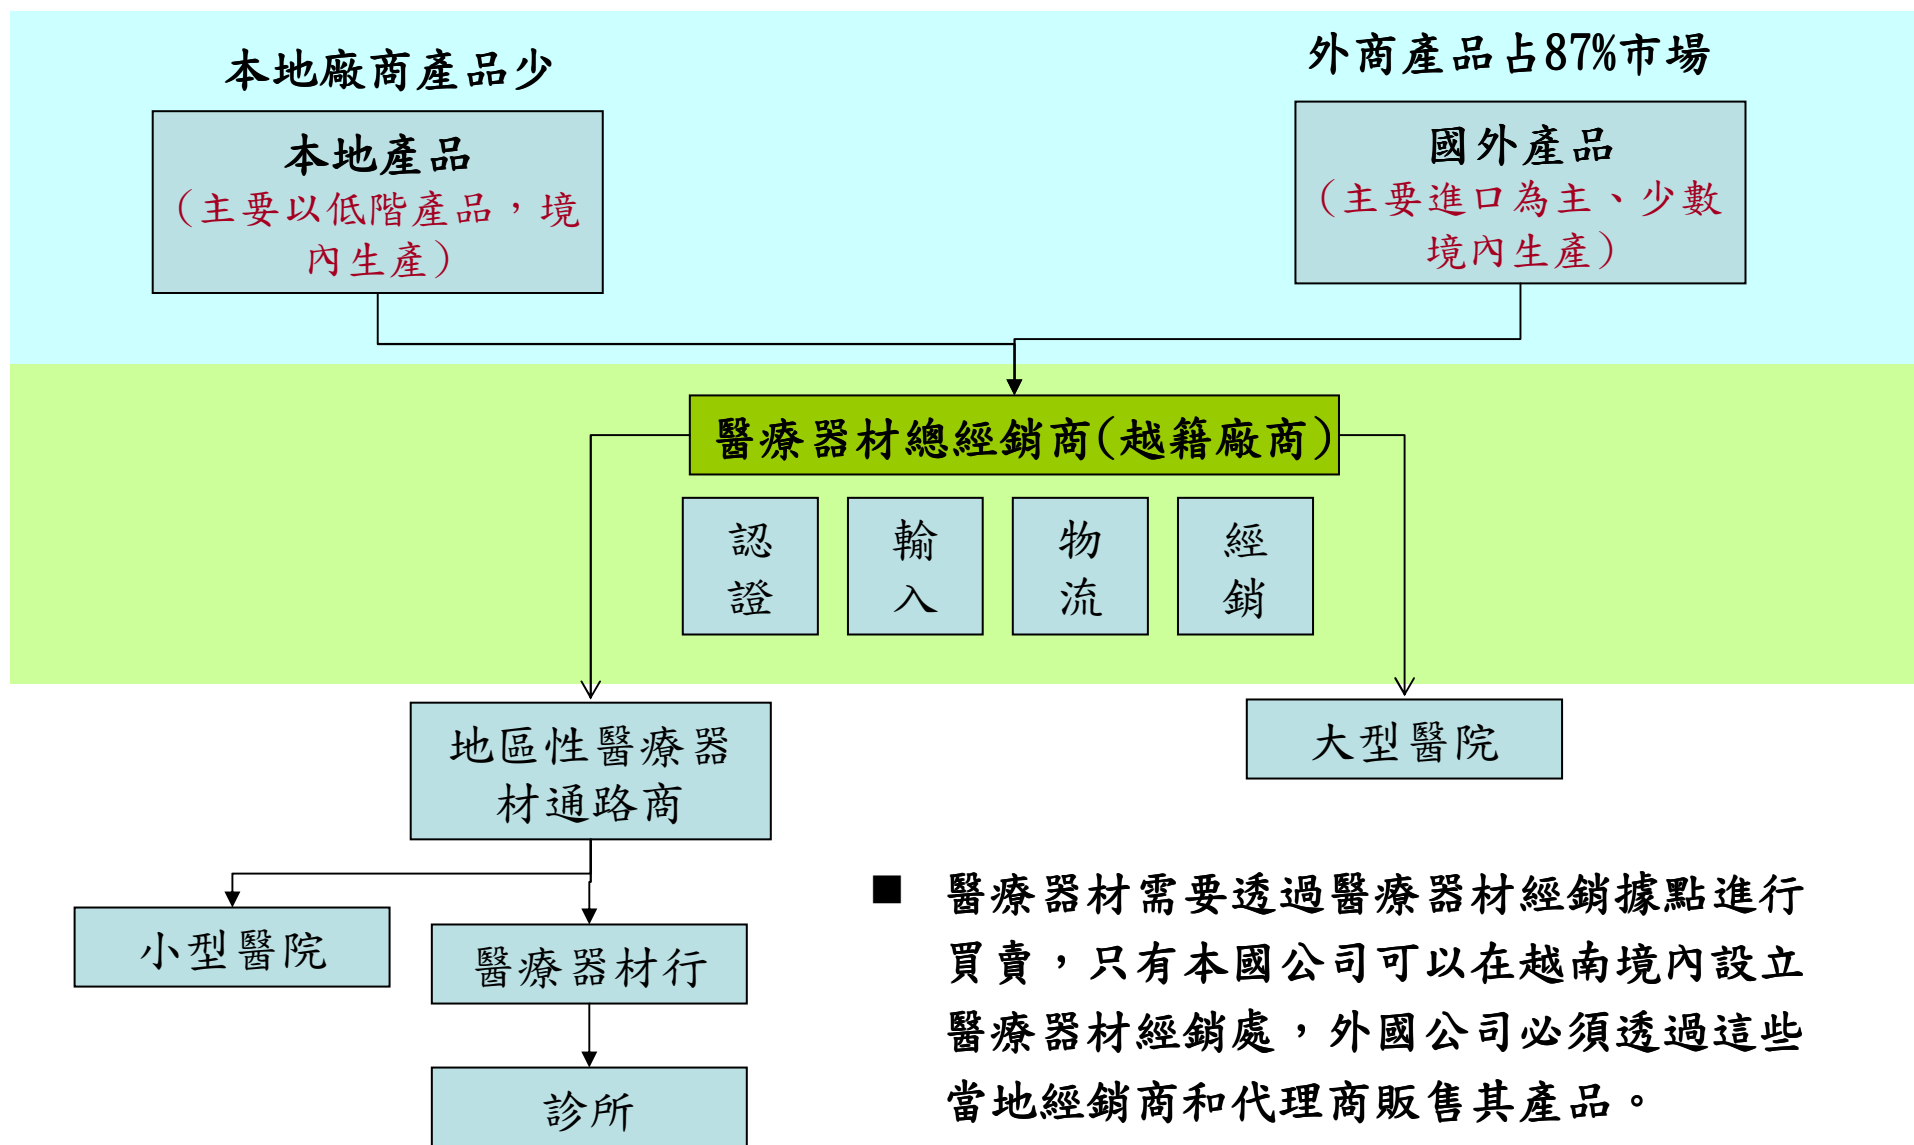 本地廠商產品少
外商產品占87%市場
本地產品
（主要以低階產品，境
內生產）
國外產品
（主要進口為主、少數
境內生產）
醫療器材總經銷商(越籍廠商)
認
證
輸
入
物
流
經
銷
地區性醫療器
材通路商
大型醫院
小型醫院
醫療器材行
診所
■ 醫療器材需要透過醫療器材經銷據點進行
買賣，只有本國公司可以在越南境內設立
醫療器材經銷處，外國公司必須透過這些
當地經銷商和代理商販售其產品。